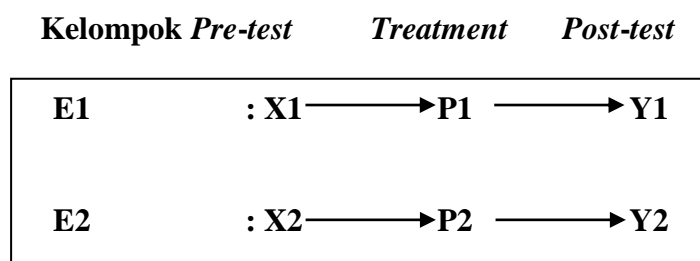 Kelompok Pre-test Treatment Post-test
E1 : X1 P1 Y1
E2 : X2 P2 Y2